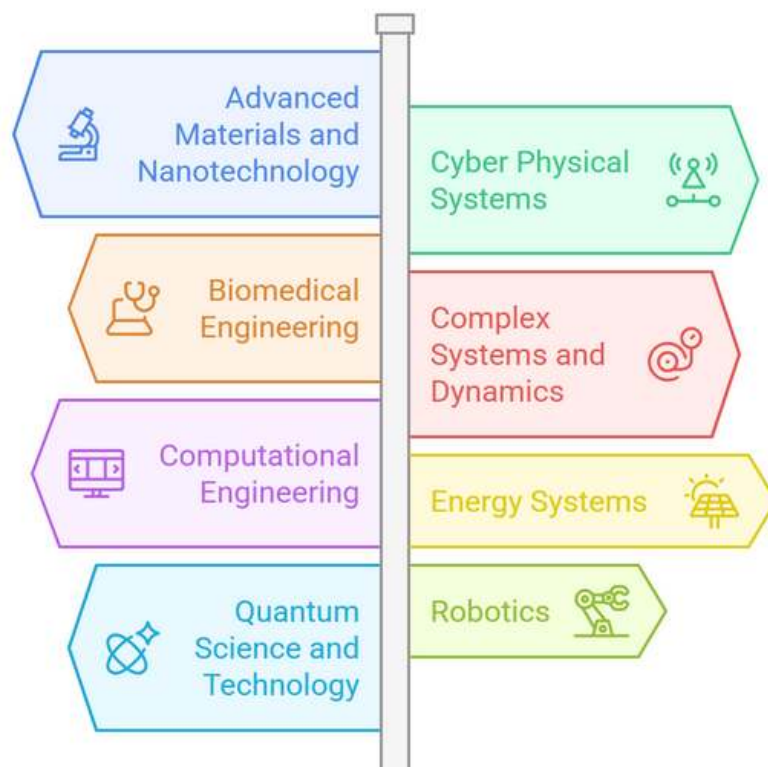 Advanced
Materials and
Nanotechnology
Cyber Physical
Systems
Biomedical
Engineering
Complex
Systems and
Dynamics
Computational
Engineering
Energy Systems
Quantum
Science and
Technology
Robotics